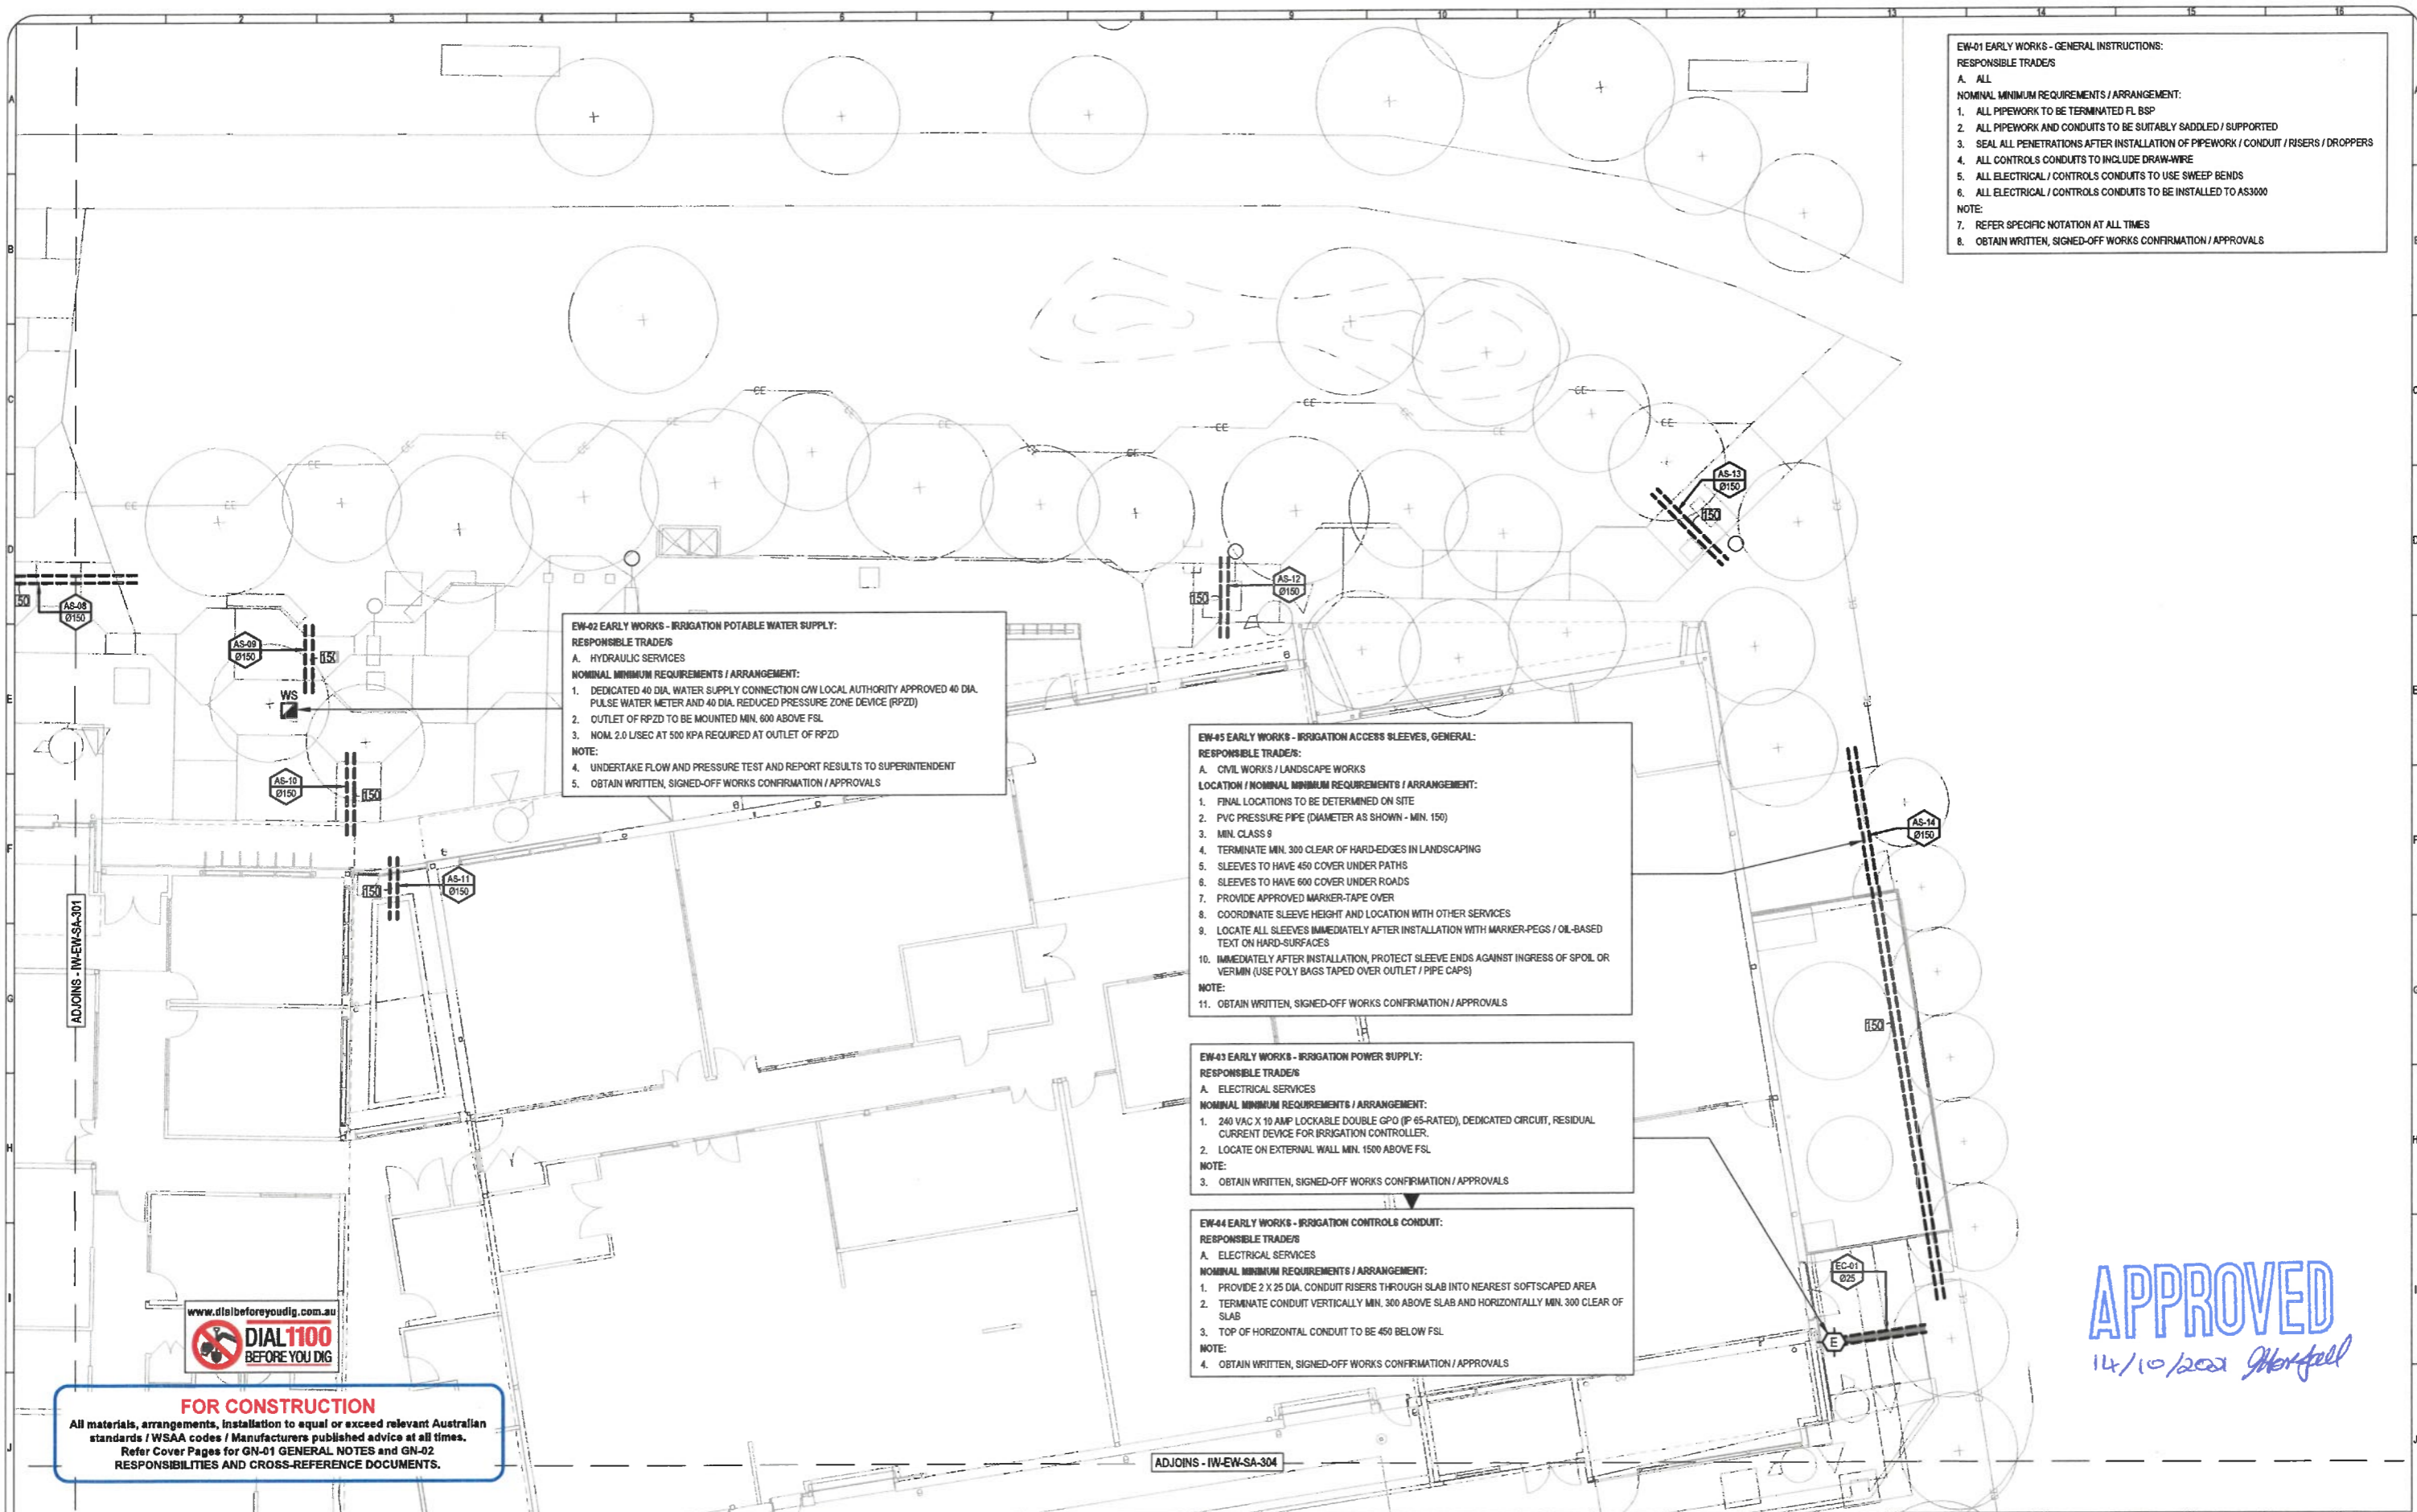 1 2 3 4 5 6 7 8 9 10 11 12 13 14 15 16
A
B
C
D
E
F
G
H
I
J
EW-01 EARLY WORKS - GENERAL INSTRUCTIONS:
RESPONSIBLE TRADE/S
A. ALL
NOMINAL MINIMUM REQUIREMENTS / ARRANGEMENT:
1. ALL PIPEWORK TO BE TERMINATED FI. BSP
2. ALL PIPEWORK AND CONDUITS TO BE SUITABLY SADDLED / SUPPORTED
3. SEAL ALL PENETRATIONS AFTER INSTALLATION OF PIPEWORK / CONDUIT / RISERS / DROPPERS
4. ALL CONTROLS CONDUITS TO INCLUDE DRAW-WIRE
5. ALL ELECTRICAL / CONTROLS CONDUITS TO USE SWEEP BENDS
6. ALL ELECTRICAL / CONTROLS CONDUITS TO BE INSTALLED TO AS3000
NOTE:
7. REFER SPECIFIC NOTATION AT ALL TIMES
8. OBTAIN WRITTEN, SIGNED-OFF WORKS CONFIRMATION / APPROVALS
AS-13
Ø150
150
AS-12
Ø150
150
AS-08
Ø150
50
AS-09
Ø150
150
WS
AS-10
Ø150
150
AS-11
Ø150
150
EW-02 EARLY WORKS - IRRIGATION POTABLE WATER SUPPLY:
RESPONSIBLE TRADE/S
A. HYDRAULIC SERVICES
NOMINAL MINIMUM REQUIREMENTS / ARRANGEMENT:
1. DEDICATED 40 DIA. WATER SUPPLY CONNECTION C/W LOCAL AUTHORITY APPROVED 40 DIA.
PULSE WATER METER AND 40 DIA. REDUCED PRESSURE ZONE DEVICE (RPZD)
2. OUTLET OF RPZD TO BE MOUNTED MIN. 600 ABOVE FSL
3. NOM. 2.0 L/SEC AT 500 KPA REQUIRED AT OUTLET OF RPZD
NOTE:
4. UNDERTAKE FLOW AND PRESSURE TEST AND REPORT RESULTS TO SUPERINTENDENT
5. OBTAIN WRITTEN, SIGNED-OFF WORKS CONFIRMATION / APPROVALS
EW-05 EARLY WORKS - IRRIGATION ACCESS SLEEVES, GENERAL:
RESPONSIBLE TRADE/S:
A. CIVIL WORKS / LANDSCAPE WORKS
LOCATION / NOMINAL MINIMUM REQUIREMENTS / ARRANGEMENT:
1. FINAL LOCATIONS TO BE DETERMINED ON SITE
2. PVC PRESSURE PIPE (DIAMETER AS SHOWN - MIN. 150)
3. MIN. CLASS 9
4. TERMINATE MIN. 300 CLEAR OF HARD-EDGES IN LANDSCAPING
5. SLEEVES TO HAVE 450 COVER UNDER PATHS
6. SLEEVES TO HAVE 600 COVER UNDER ROADS
7. PROVIDE APPROVED MARKER-TAPE OVER
8. COORDINATE SLEEVE HEIGHT AND LOCATION WITH OTHER SERVICES
9. LOCATE ALL SLEEVES IMMEDIATELY AFTER INSTALLATION WITH MARKER-PEGS / OIL-BASED
TEXT ON HARD-SURFACES
10. IMMEDIATELY AFTER INSTALLATION, PROTECT SLEEVE ENDS AGAINST INGRESS OF SPOIL OR
VERMIN (USE POLY BAGS TAPED OVER OUTLET / PIPE CAPS)
NOTE:
11. OBTAIN WRITTEN, SIGNED-OFF WORKS CONFIRMATION / APPROVALS
AS-14
Ø150
150
EW-03 EARLY WORKS - IRRIGATION POWER SUPPLY:
RESPONSIBLE TRADE/S
A. ELECTRICAL SERVICES
NOMINAL MINIMUM REQUIREMENTS / ARRANGEMENT:
1. 240 VAC X 10 AMP LOCKABLE DOUBLE GPO (IP 65-RATED), DEDICATED CIRCUIT, RESIDUAL
CURRENT DEVICE FOR IRRIGATION CONTROLLER.
2. LOCATE ON EXTERNAL WALL MIN. 1500 ABOVE FSL
NOTE:
3. OBTAIN WRITTEN, SIGNED-OFF WORKS CONFIRMATION / APPROVALS
EW-04 EARLY WORKS - IRRIGATION CONTROLS CONDUIT:
RESPONSIBLE TRADE/S
A. ELECTRICAL SERVICES
NOMINAL MINIMUM REQUIREMENTS / ARRANGEMENT:
1. PROVIDE 2 X 25 DIA. CONDUIT RISERS THROUGH SLAB INTO NEAREST SOFTSCAPED AREA
2. TERMINATE CONDUIT VERTICALLY MIN. 300 ABOVE SLAB AND HORIZONTALLY MIN. 300 CLEAR OF
SLAB
3. TOP OF HORIZONTAL CONDUIT TO BE 450 BELOW FSL
NOTE:
4. OBTAIN WRITTEN, SIGNED-OFF WORKS CONFIRMATION / APPROVALS
EC-01
Ø25
E
ADJOINS - IW-EW-SA-301
ADJOINS - IW-EW-SA-304
www.dialbeforeyoudig.com.au
DIAL1100
BEFORE YOU DIG
FOR CONSTRUCTION
All materials, arrangements, installation to equal or exceed relevant Australian
standards / WSAA codes / Manufacturers published advice at all times.
Refer Cover Pages for GN-01 GENERAL NOTES and GN-02
RESPONSIBILITIES AND CROSS-REFERENCE DOCUMENTS.
APPROVED
14/10/2021